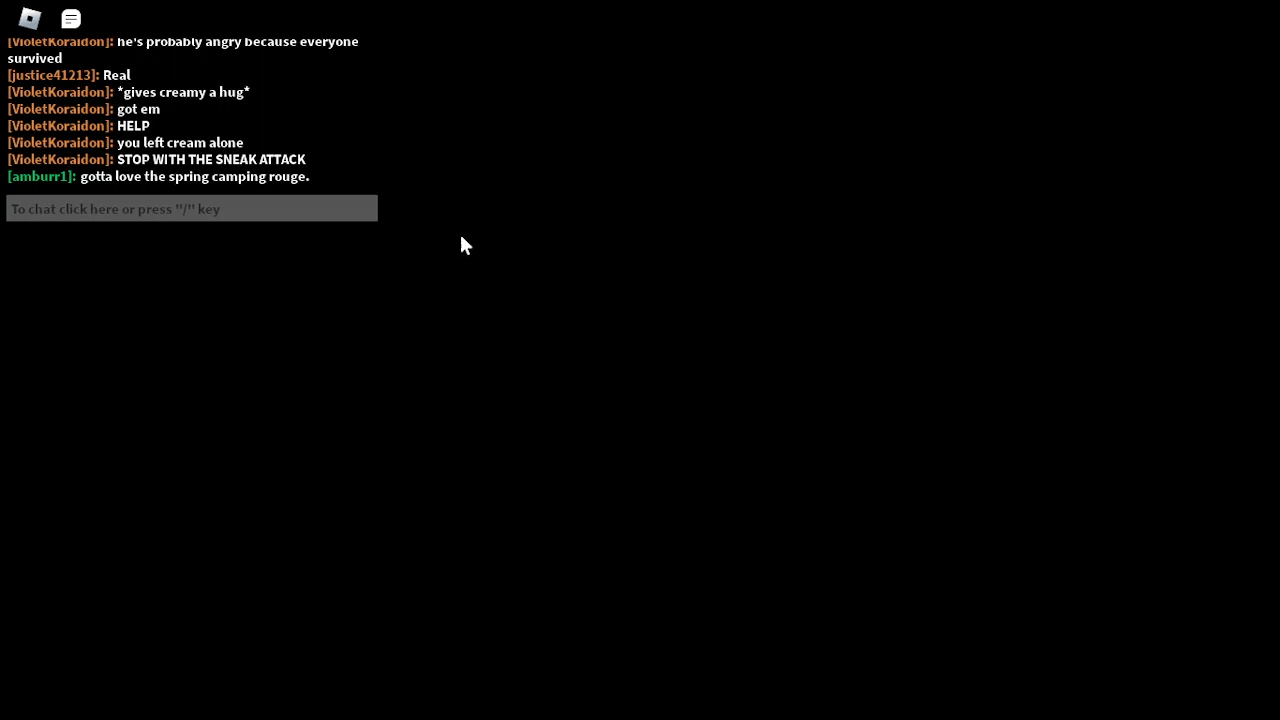 [VioletKoraidon]: he's probably angry because everyone
survived
[justice41213]: Real
[VioletKoraidon]: *gives creamy a hug*
[VioletKoraidon]: got em
[VioletKoraidon]: HELP
[VioletKoraidon]: you left cream alone
[VioletKoraidon]: STOP WITH THE SNEAK ATTACK
[amburr1]: gotta love the spring camping rouge.
To chat click here or press "/" key